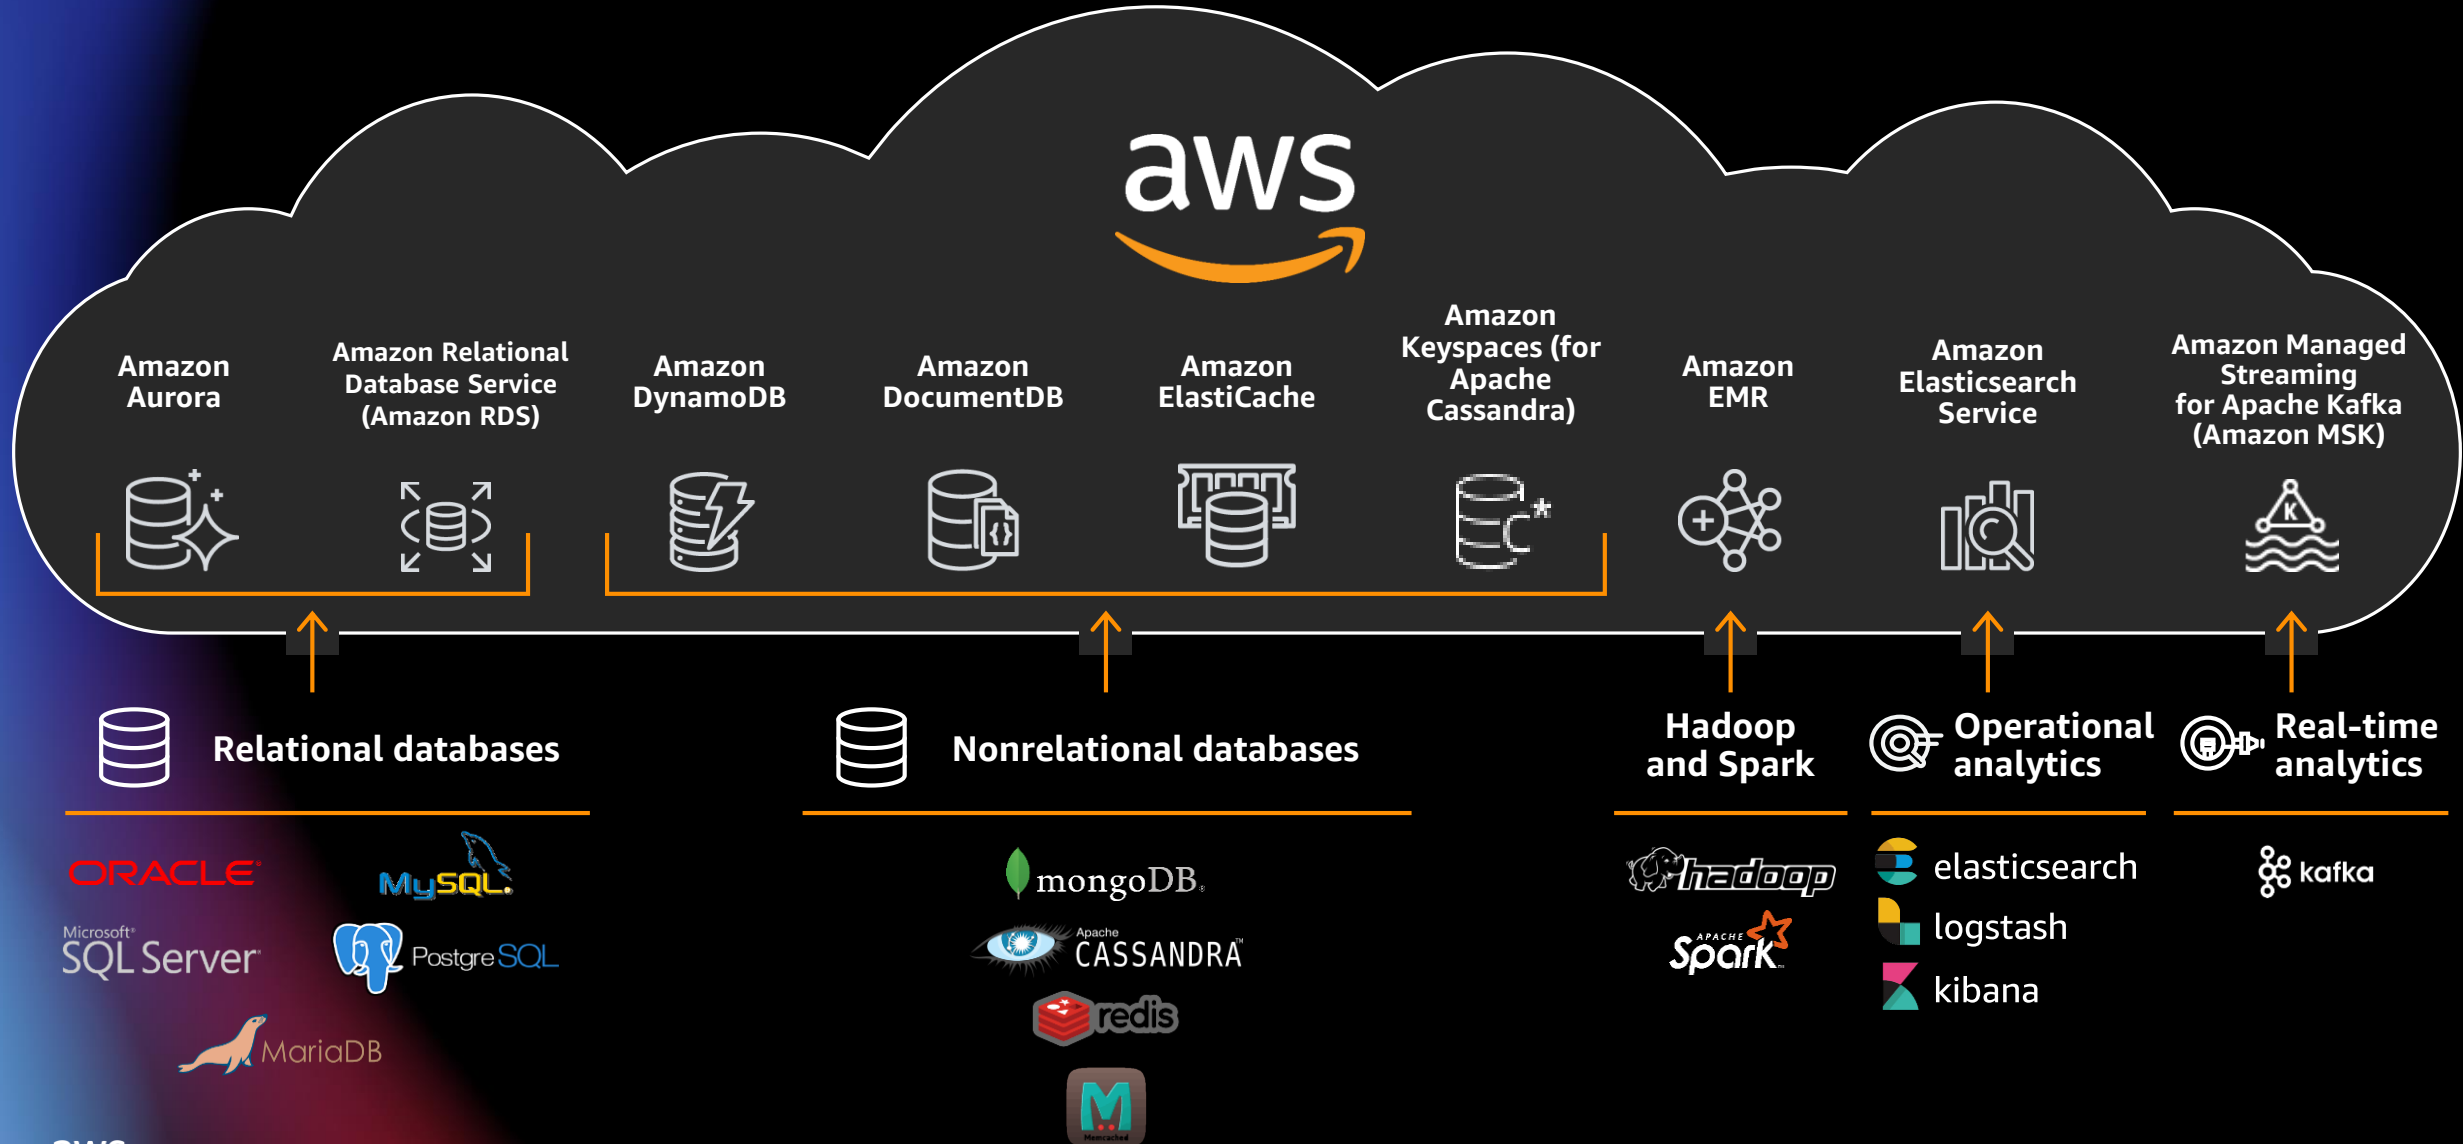 aws
Amazon
Aurora
Amazon Relational
Database Service
(Amazon RDS)
Amazon
DynamoDB
Amazon
DocumentDB
Amazon
ElastiCache
Amazon
Keyspaces (for
Apache
Cassandra)
Amazon
EMR
Amazon
Elasticsearch
Service
Amazon Managed
Streaming
for Apache Kafka
(Amazon MSK)
K
Relational databases
Nonrelational databases
Hadoop
and Spark
Operational
analytics
Real-time
analytics
ORACLE
MySQL
Microsoft
SQL Server
PostgreSQL
MariaDB
mongoDB
Apache
CASSANDRA™
redis
M
Memcached
hadoop
APACHE
Spark
elasticsearch
logstash
kibana
kafka
aws